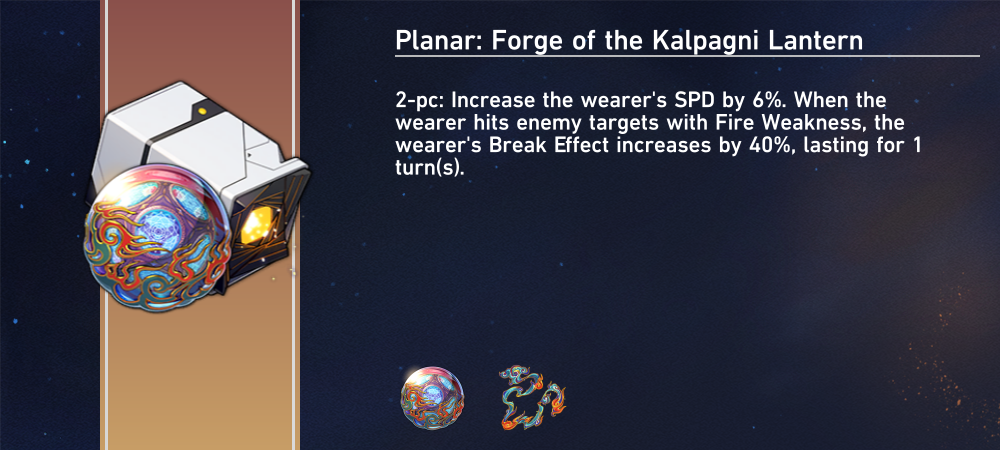 Planar: Forge of the Kalpagni Lantern
2-pc: Increase the wearer's SPD by 6%. When the
wearer hits enemy targets with Fire Weakness, the
wearer's Break Effect increases by 40%, lasting for 1
turn(s).